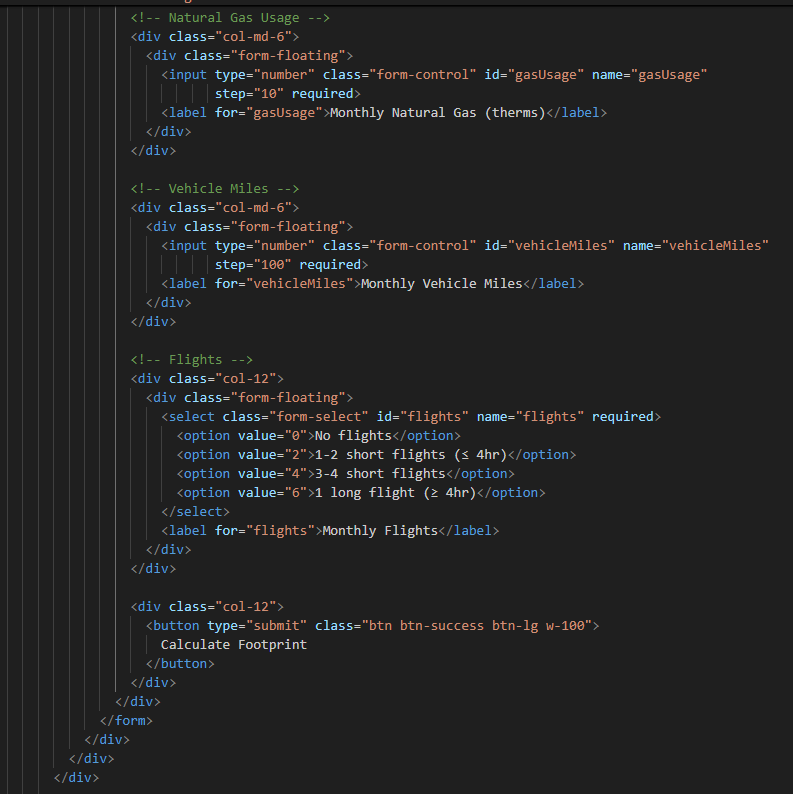 <!-- Natural Gas Usage -->
<div class="col-md-6">
<div class="form-floating">
<input type="number" class="form-control" id="gasUsage" name="gasUsage"
step="10" required>
<label for="gasUsage">Monthly Natural Gas (therms)</label>
</div>
</div>
<!-- Vehicle Miles -->
<div class="col-md-6">
<div class="form-floating">
<input type="number" class="form-control" id="vehicleMiles" name="vehicleMiles"
step="100" required>
<label for="vehicleMiles">Monthly Vehicle Miles</label>
</div>
</div>
<!-- Flights -->
<div class="col-12">
<div class="form-floating">
<select class="form-select" id="flights" name="flights" required>
<option value="0">No flights</option>
<option value="2">1-2 short flights (≤ 4hr)</option>
<option value="4">3-4 short flights</option>
<option value="6">1 long flight (≥ 4hr)</option>
</select>
<label for="flights">Monthly Flights</label>
</div>
</div>
<div class="col-12">
<button type="submit" class="btn btn-success btn-lg w-100">
Calculate Footprint
</button>
</div>
</div>
</form>
</div>
</div>
</div>